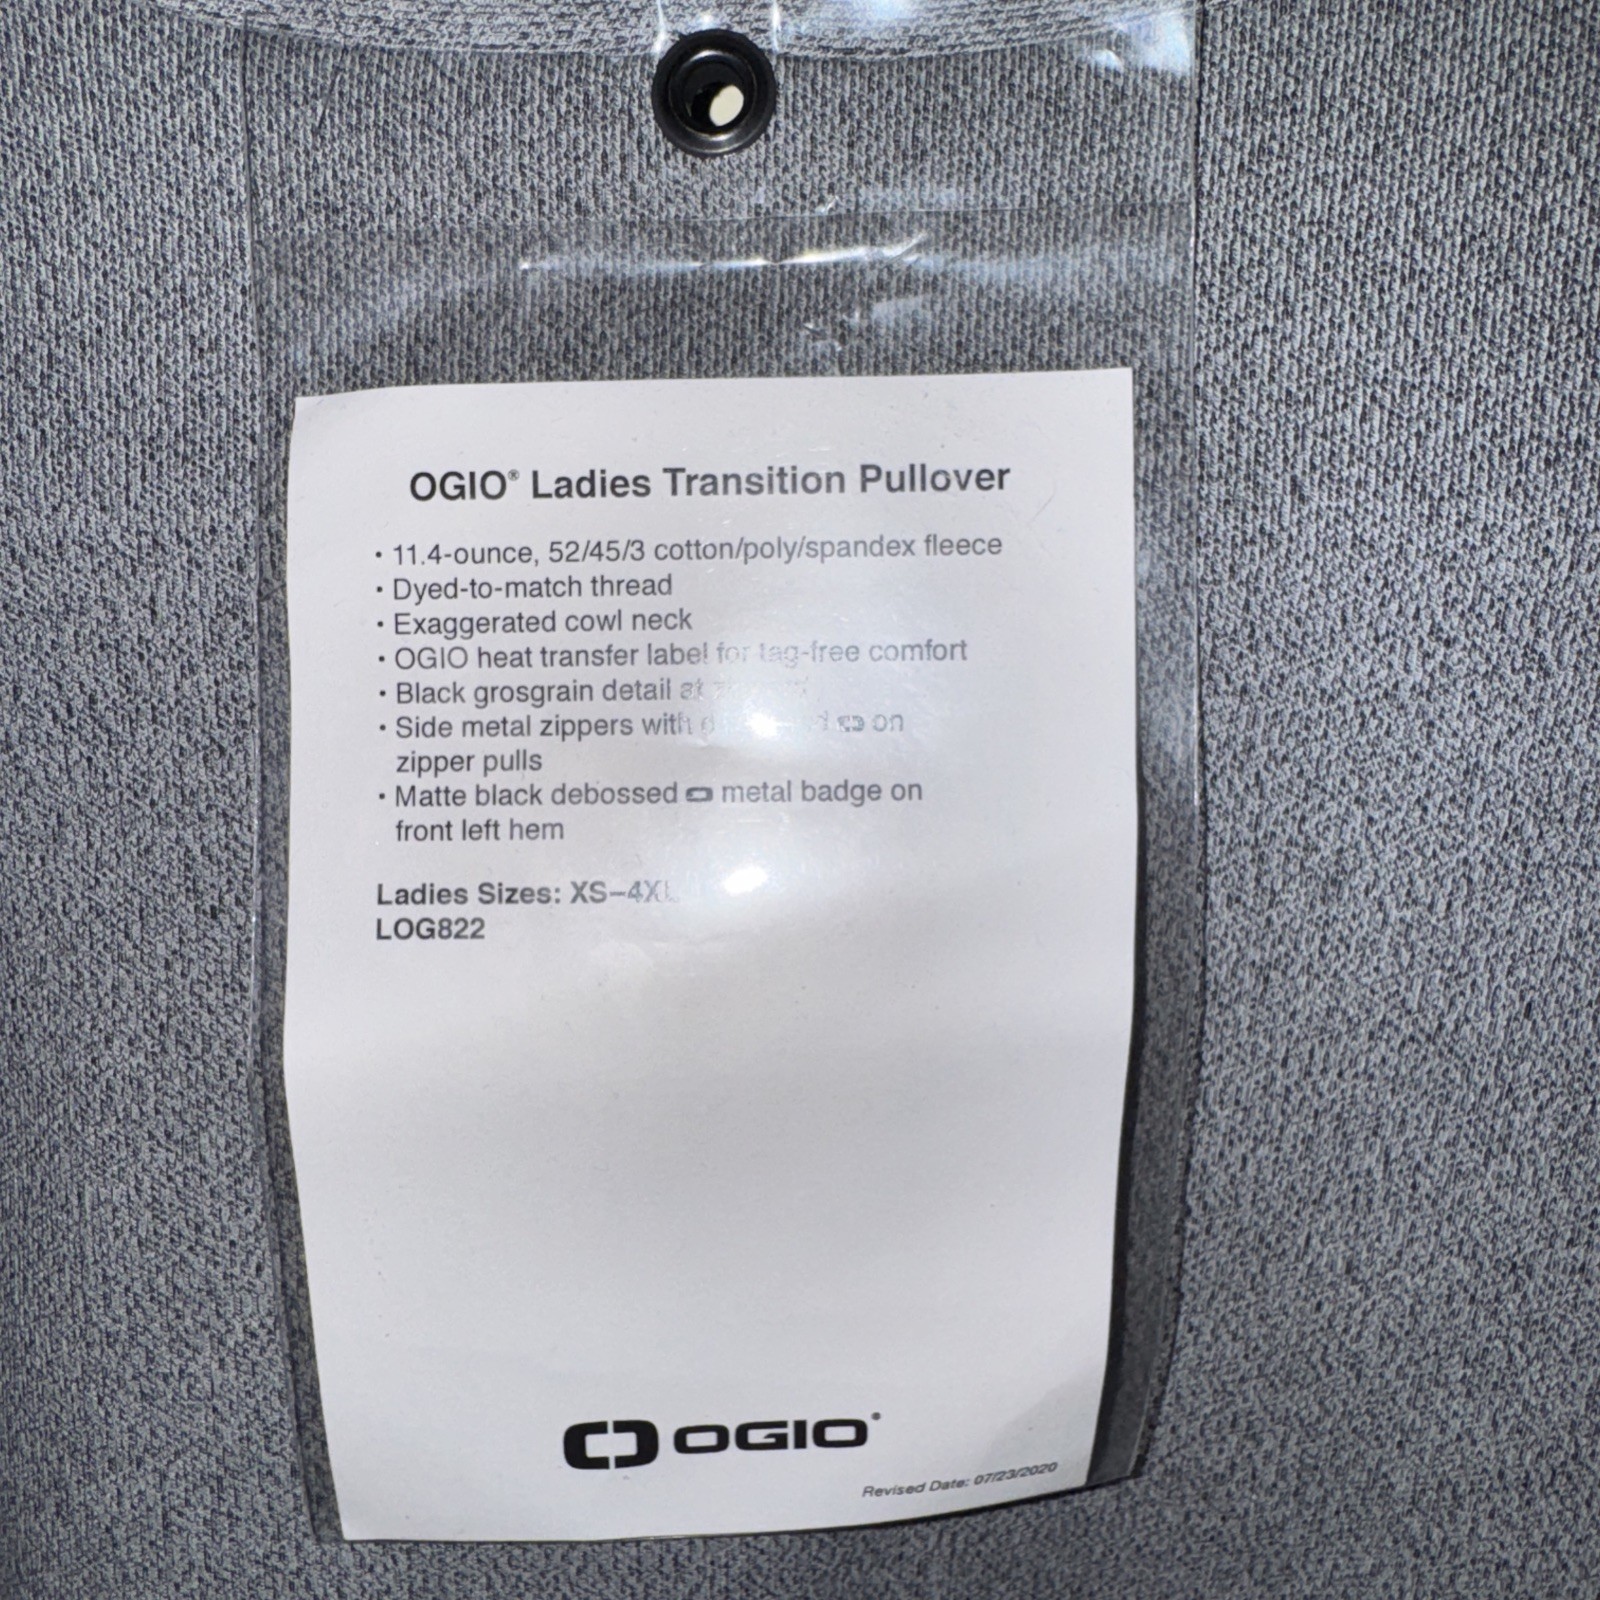 OGIO® Ladies Transition Pullover
• 11.4-ounce, 52/45/3 cotton/poly/spandex fleece
• Dyed-to-match thread
• Exaggerated cowl neck
• OGIO heat transfer label for tag-free comfort
• Black grosgrain detail at
• Side metal zippers with on
zipper pulls
• Matte black debossed metal badge on
front left hem
Ladies Sizes: XS–4XL
LOG822
OGIO®
Revised Date: 07/23/2020